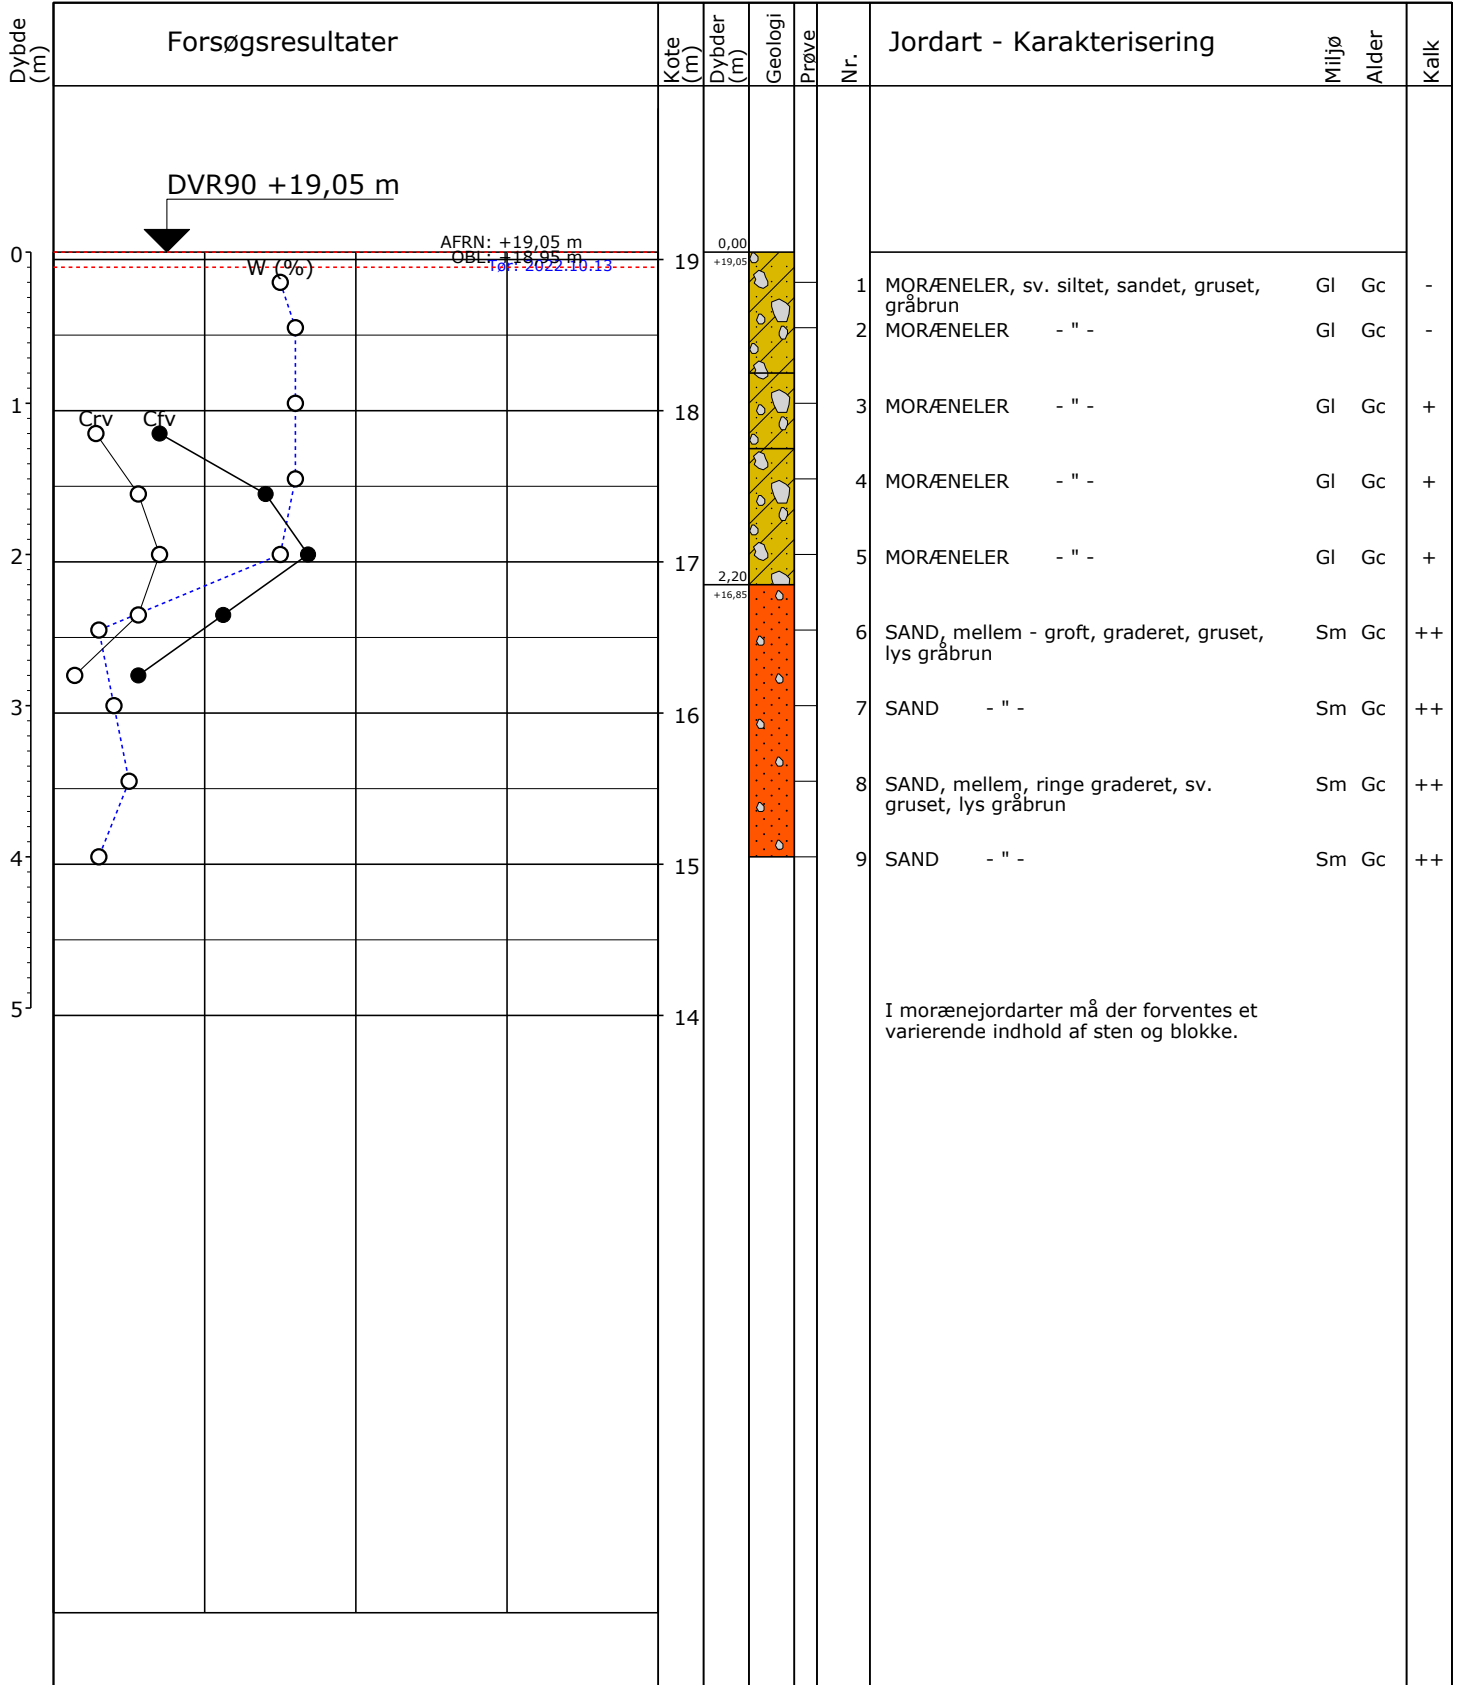 Dybde (m)
Forsøgsresultater
Kote (m)
Dybder (m)
Geologi
Prøve
Nr.
Jordart - Karakterisering
Miljø
Alder
Kalk
DVR90 +19,05 m
AFRN: +19,05 m
OBL: +18,95 m
Tør: 2022.10.13
W (%)
0
19
0,00
+19,05
1 MORÆNELER, sv. siltet, sandet, gruset, Gl Gc -
gråbrun
2 MORÆNELER - " - Gl Gc -
1
Crv
Cfv
18
3 MORÆNELER - " - Gl Gc +
4 MORÆNELER - " - Gl Gc +
2
17
5 MORÆNELER - " - Gl Gc +
2,20
+16,85
6 SAND, mellem - groft, graderet, gruset, Sm Gc ++
lys gråbrun
3
16
7 SAND - " - Sm Gc ++
8 SAND, mellem, ringe graderet, sv. Sm Gc ++
gruset, lys gråbrun
4
15
9 SAND - " - Sm Gc ++
5
14
I morænejordarter må der forventes et
varierende indhold af sten og blokke.